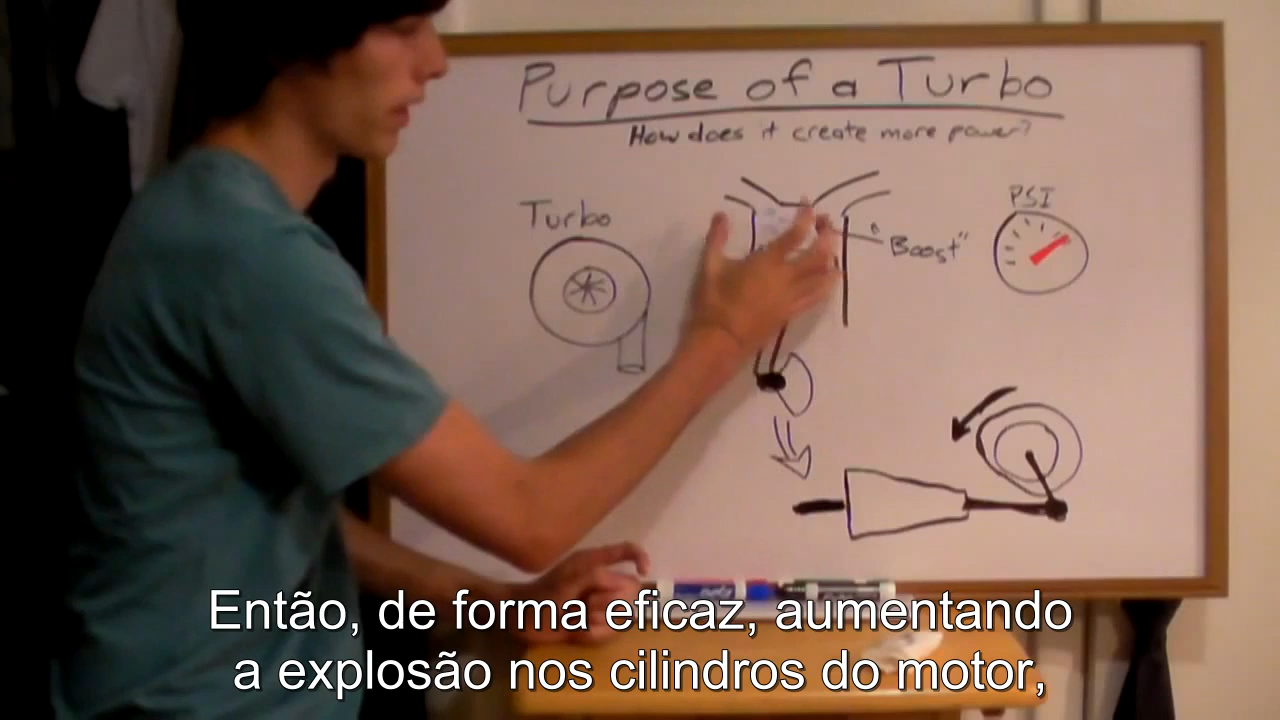 Purpose of a Turbo
How does it create more power?
Turbo
"Boost"
PSI
Então, de forma eficaz, aumentando
a explosão nos cilindros do motor,